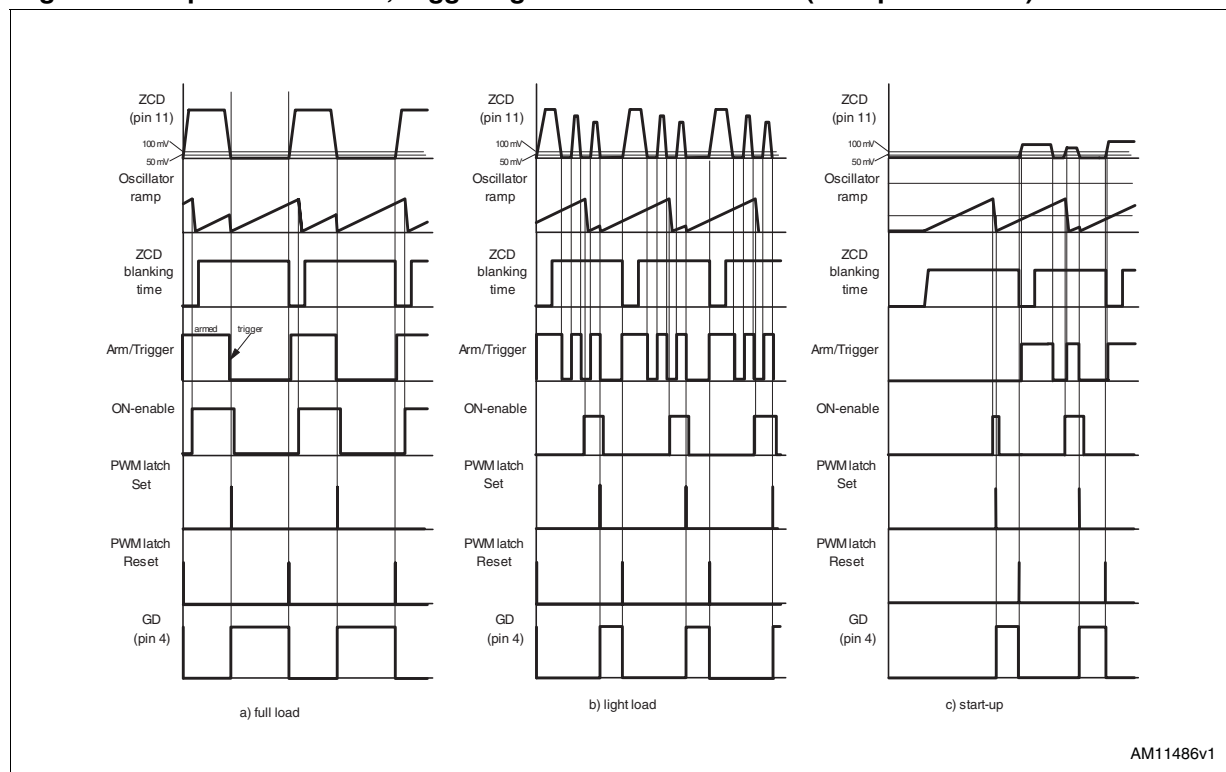 ZCD
(pin 11)
100 mV
50 mV
Oscillator
ramp
ZCD
blanking
time
armed
trigger
Arm/Trigger
ON-enable
PWM latch
Set
PWM latch
Reset
GD
(pin 4)
a) full load
ZCD
(pin 11)
100 mV
50 mV
Oscillator
ramp
ZCD
blanking
time
Arm/Trigger
ON-enable
PWM latch
Set
PWM latch
Reset
GD
(pin 4)
b) light load
ZCD
(pin 11)
100 mV
50 mV
Oscillator
ramp
ZCD
blanking
time
Arm/Trigger
ON-enable
PWM latch
Set
PWM latch
Reset
GD
(pin 4)
c) start-up
AM11486v1